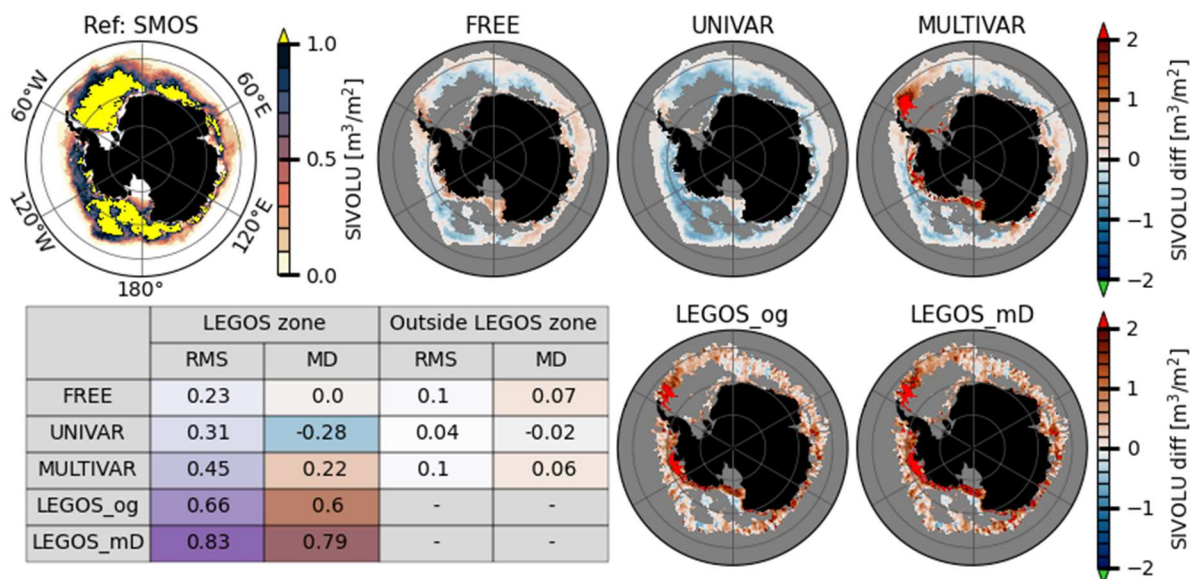 Ref: SMOS
FREE
UNIVAR
MULTIVAR
60°W
60°E
120°W
120°E
180°
1.0
0.5
0.0
SIVOLU [m³/m²]
2
1
0
−1
−2
SIVOLU diff [m³/m²]
LEGOS zone Outside LEGOS zone
RMS MD RMS MD
FREE 0.23 0.0 0.1 0.07
UNIVAR 0.31 -0.28 0.04 -0.02
MULTIVAR 0.45 0.22 0.1 0.06
LEGOS_og 0.66 0.6 - -
LEGOS_mD 0.83 0.79 - -
LEGOS_og
LEGOS_mD
2
1
0
−1
−2
SIVOLU diff [m³/m²]